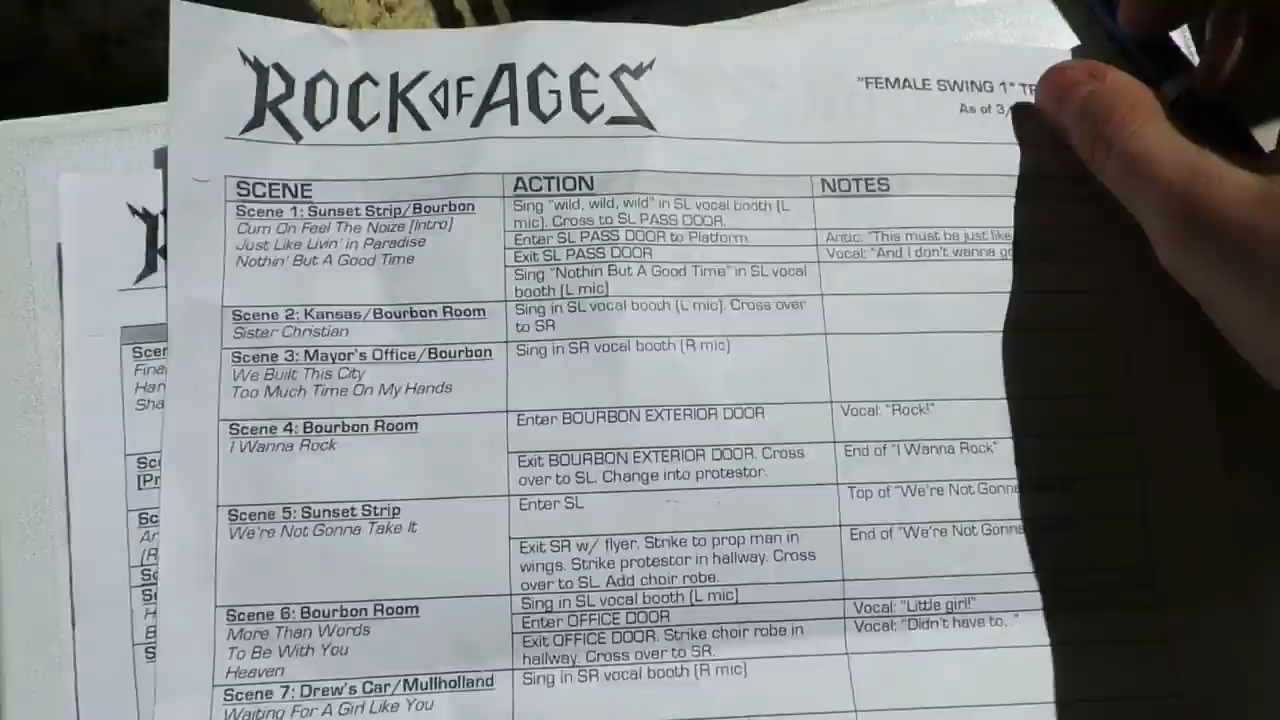 ROCK OF AGES
"FEMALE SWING 1"
As of 3/
SCENE
ACTION
NOTES
Scene 1: Sunset Strip/Bourbon
Cum On Feel The Noize [Intro]
Just Like Livin' in Paradise
Nothin' But A Good Time
Sing "wild, wild, wild" in SL vocal booth [L
mic]. Cross to SL PASS DOOR.
Enter SL PASS DOOR to Platform
Antic: "This must be just like
Exit SL PASS DOOR
Vocal: "And I don't wanna
Sing "Nothin But A Good Time" in SL vocal
booth [L mic]
Scene 2: Kansas/Bourbon Room
Sister Christian
Sing in SL vocal booth [L mic]. Cross over
to SR
Scene 3: Mayor's Office/Bourbon
We Built This City
Too Much Time On My Hands
Sing in SR vocal booth [R mic]
Scene 4: Bourbon Room
I Wanna Rock
Enter BOURBON EXTERIOR DOOR
Vocal: "Rock!"
Exit BOURBON EXTERIOR DOOR. Cross
over to SL. Change into protestor.
End of "I Wanna Rock"
Scene 5: Sunset Strip
We're Not Gonna Take It
Enter SL
Top of "We're Not Gonna
Exit SR w/ flyer. Strike to prop man in
wings. Strike protestor in hallway. Cross
over to SL. Add choir robe.
End of "We're Not Gonna
Scene 6: Bourbon Room
More Than Words
To Be With You
Heaven
Sing in SL vocal booth [L mic]
Enter OFFICE DOOR
Vocal: "Little girl!"
Exit OFFICE DOOR. Strike choir robe in
hallway. Cross over to SR.
Vocal: "Didn't have to..."
Scene 7: Drew's Car/Mullholland
Waiting For A Girl Like You
Sing in SR vocal booth [R mic]